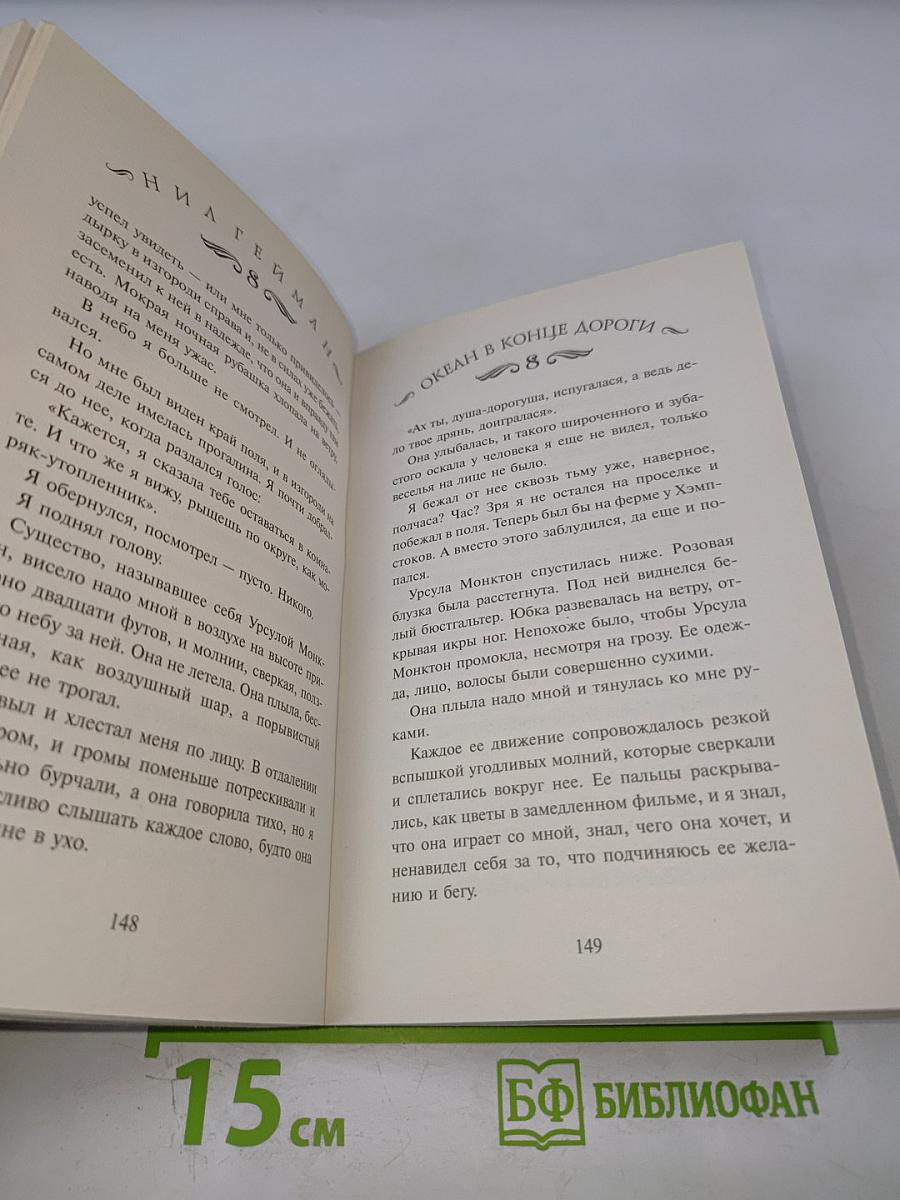 НИЛ ГЕЙМАН
8
успел увидеть — или мне только привиделось —
дырку в изгороди справа и, не в силах уже бежать,
засеменил к ней в надежде, что она и вправду там
есть. Мокрая ночная рубашка хлопала на ветру,
наводя на меня ужас.
В небо я больше не смотрел. И не огляды-
вался.
Но мне был виден край поля, и в изгороди на
самом деле имелась прогалина. Я почти добрал-
ся до нее, когда раздался голос:
«Кажется, я сказала тебе оставаться в комна-
те. И что же я вижу, рыщешь по округе, как мо-
ряк-утопленник».
Я обернулся, посмотрел — пусто. Никого.
Я поднял голову.
Существо, называвшее себя Урсулой Монк-
н, висело надо мной в воздухе на высоте при-
но двадцати футов, и молнии, сверкая, полз-
о небу за ней. Она не летела. Она плыла, бес-
ная, как воздушный шар, а порывистый
ее не трогал.
выл и хлестал меня по лицу. В отдалении
ром, и громы поменьше потрескивали и
ьно бурчали, а она говорила тихо, но я
ливо слышать каждое слово, будто она
не в ухо.
148
ОКЕАН В КОНЦЕ ДОРОГИ
8
«Ах ты, душа-дорогуша, испугалася, а ведь де-
ло твое дрянь, доигралася».
Она улыбалась, и такого широченного и зуба-
стого оскала у человека я еще не видел, только
веселья на лице не было.
Я бежал от нее сквозь тьму уже, наверное,
полчаса? Час? Зря я не остался на проселке и
побежал в поля. Теперь был бы на ферме у Хэмп-
стоков. А вместо этого заблудился, да еще и по-
пался.
Урсула Монктон спустилась ниже. Розовая
блузка была расстегнута. Под ней виднелся бе-
лый бюстгальтер. Юбка развевалась на ветру, от-
крывая икры ног. Непохоже было, чтобы Урсула
Монктон промокла, несмотря на грозу. Ее одеж-
да, лицо, волосы были совершенно сухими.
Она плыла надо мной и тянулась ко мне ру-
ками.
Каждое ее движение сопровождалось резкой
вспышкой угодливых молний, которые сверкали
и сплетались вокруг нее. Ее пальцы раскрыва-
лись, как цветы в замедленном фильме, и я знал,
что она играет со мной, знал, чего она хочет, и
ненавидел себя за то, что подчиняюсь ее жела-
нию и бегу.
149
15 см
БФ БИБЛИОФАН